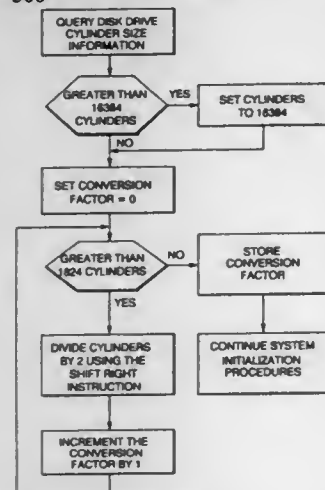 QUERY DISK DRIVE
CYLINDER SIZE
INFORMATION
GREATER THAN
16384
CYLINDERS
YES
SET CYLINDERS
TO 16384
NO
SET CONVERSION
FACTOR = 0
GREATER THAN
1024 CYLINDERS
NO
STORE
CONVERSION
FACTOR
YES
DIVIDE CYLINDERS
BY 2 USING THE
SHIFT RIGHT
INSTRUCTION
CONTINUE SYSTEM
INITIALIZATION
PROCEDURES
INCREMENT THE
CONVERSION
FACTOR BY 1